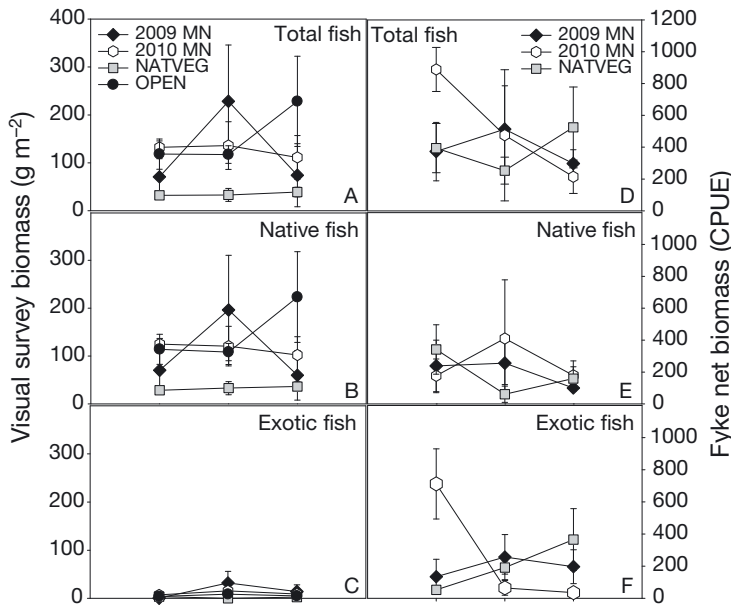 Visual survey biomass (g m⁻²)
400
300
200
100
0
300
200
100
0
300
200
100
0
2009 MN
2010 MN
NATVEG
OPEN
Total fish
A
Native fish
B
Exotic fish
C
Total fish
2009 MN
2010 MN
NATVEG
D
Native fish
E
Exotic fish
F
1200
1000
800
600
400
200
0
1000
800
600
400
200
0
1000
800
600
400
200
0
Fyke net biomass (CPUE)